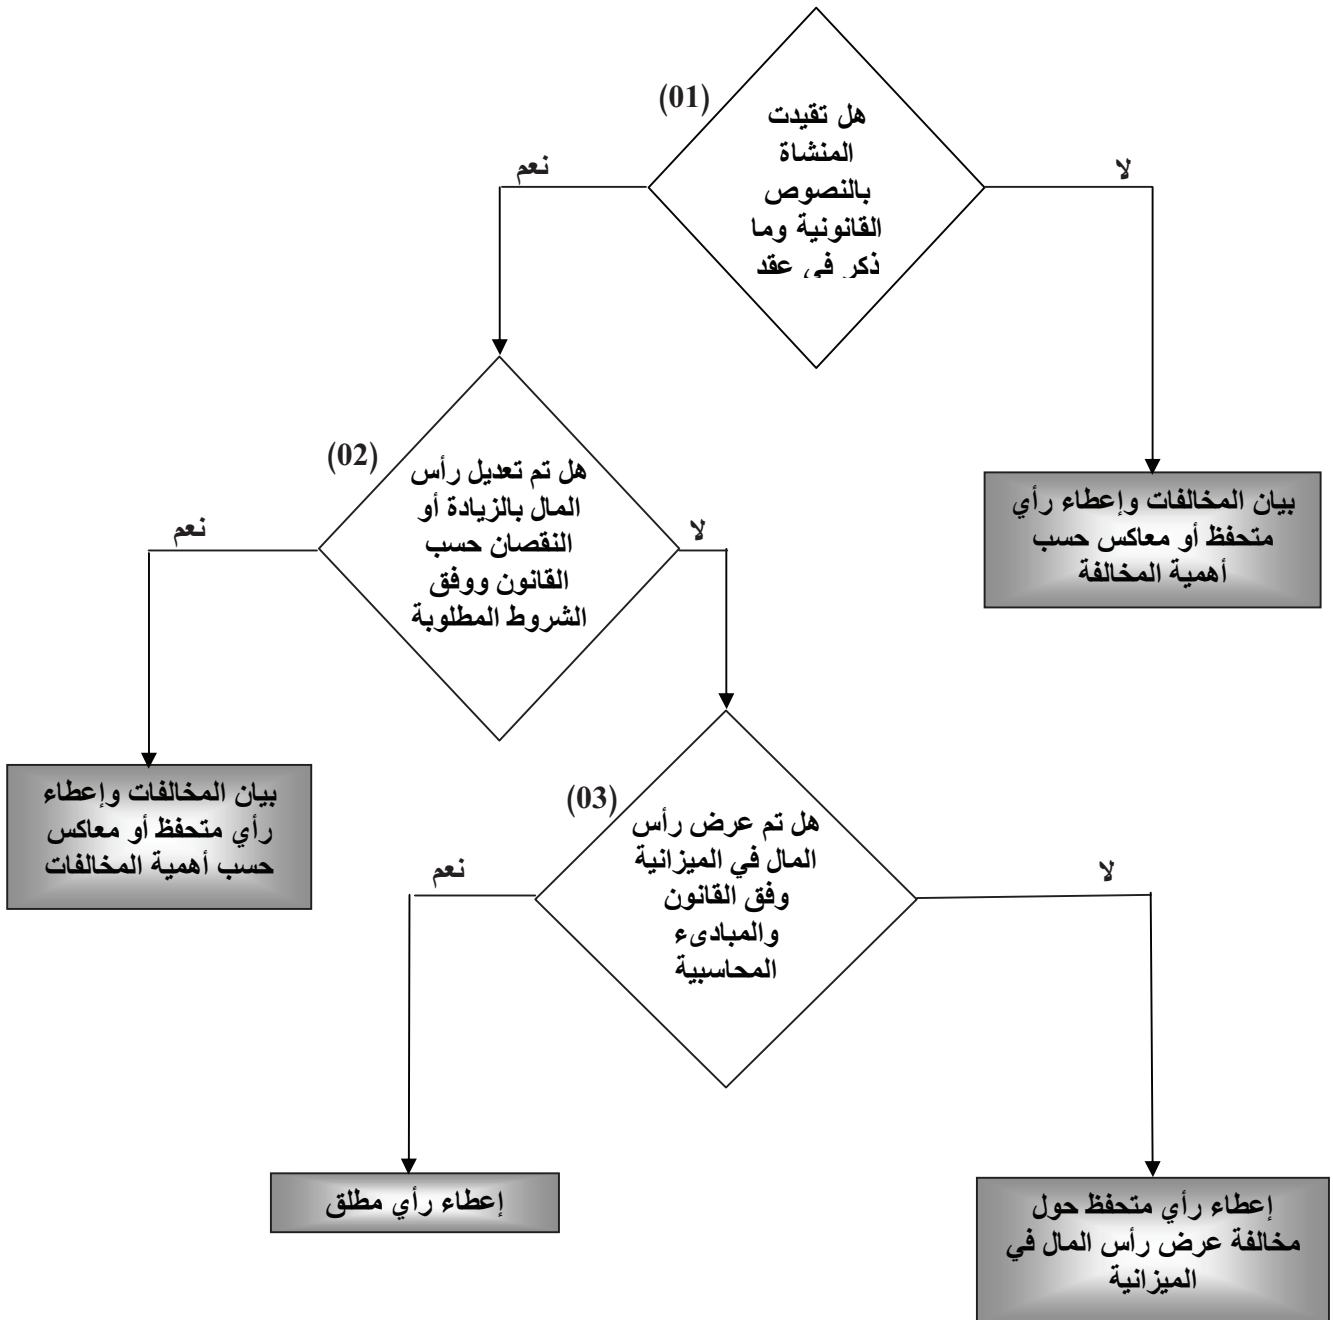 (01)
هل تقيدت
المنشاة
بالنصوص
القانونية وما
ذكر في عقد
نعم
لا
(02)
هل تم تعديل رأس
المال بالزيادة أو
النقصان حسب
القانون ووفق
الشروط المطلوبة
نعم
لا
بيان المخالفات وإعطاء رأي
متحفظ أو معاكس حسب
أهمية المخالفة
بيان المخالفات وإعطاء
رأي متحفظ أو معاكس
حسب أهمية المخالفات
(03)
هل تم عرض رأس
المال في الميزانية
وفق القانون
والمبادىء
المحاسبية
نعم
لا
إعطاء رأي مطلق
إعطاء رأي متحفظ حول
مخالفة عرض رأس المال في
الميزانية